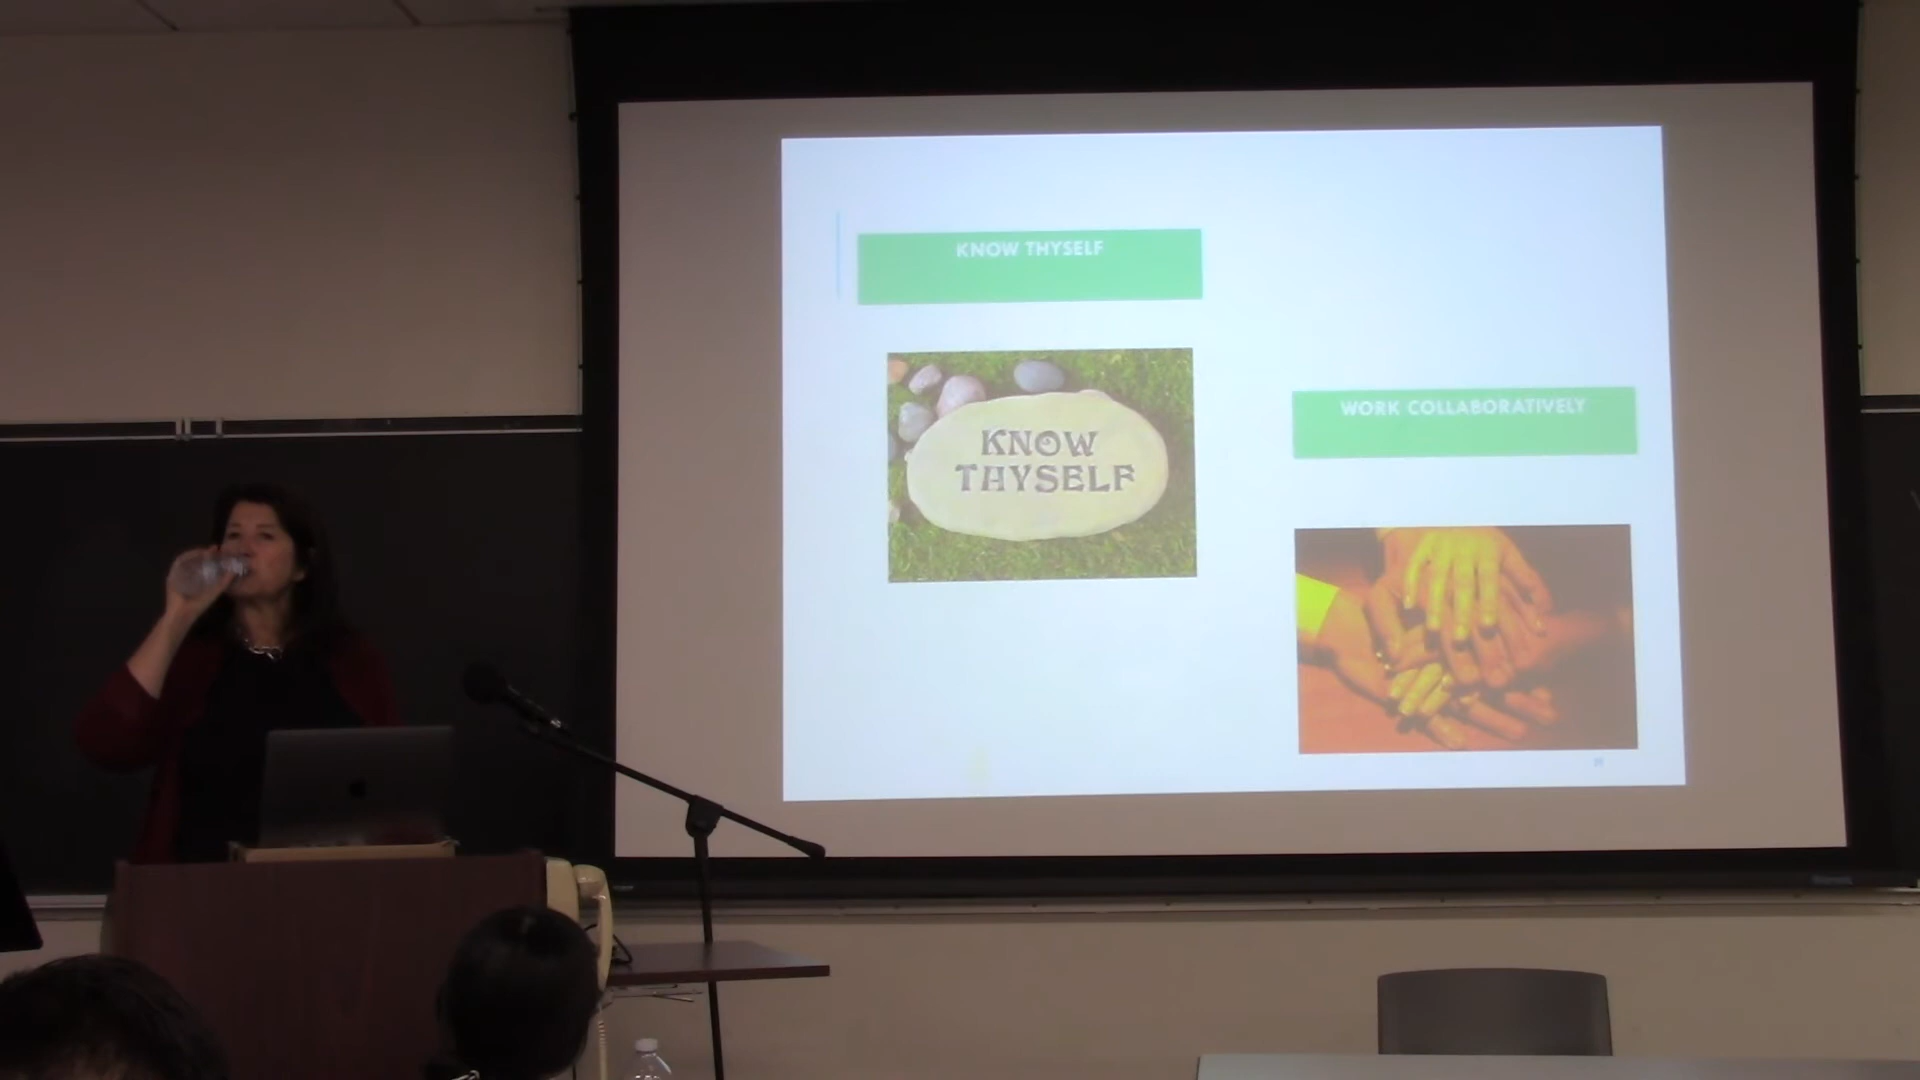 KNOW THYSELF
KNOW
THYSELF
WORK COLLABORATIVELY